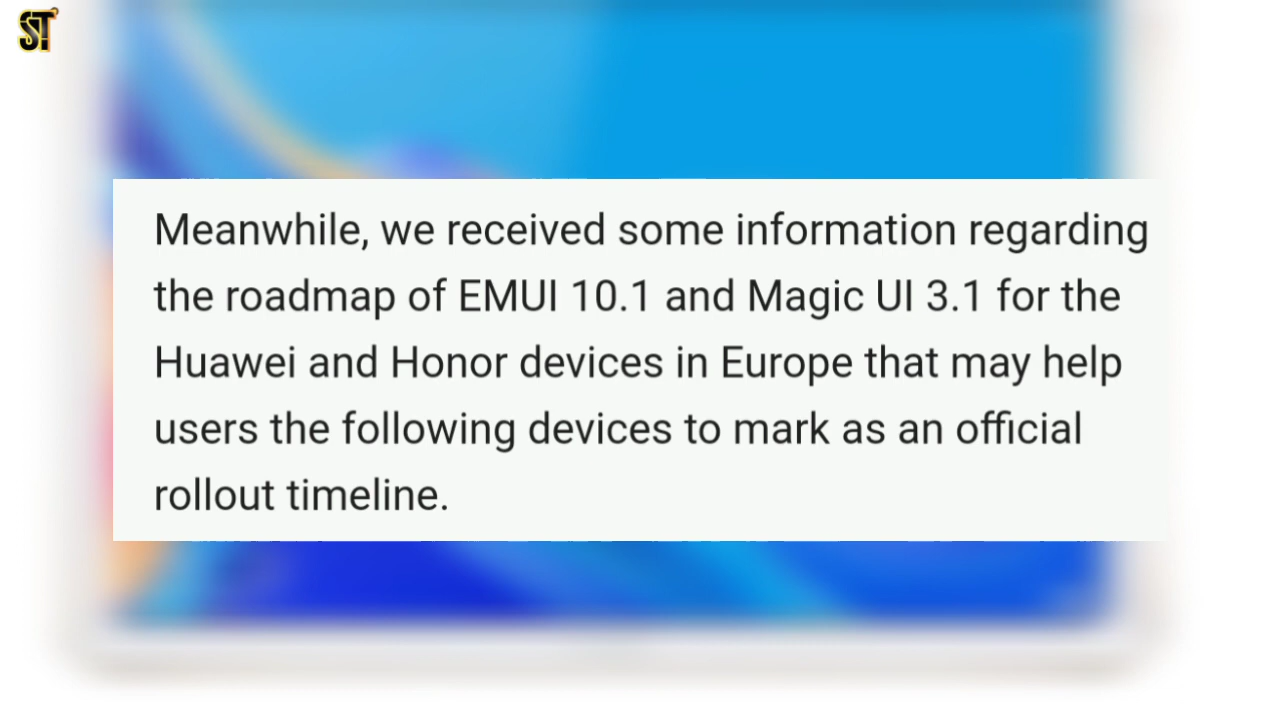 ST
Meanwhile, we received some information regarding
the roadmap of EMUI 10.1 and Magic UI 3.1 for the
Huawei and Honor devices in Europe that may help
users the following devices to mark as an official
rollout timeline.